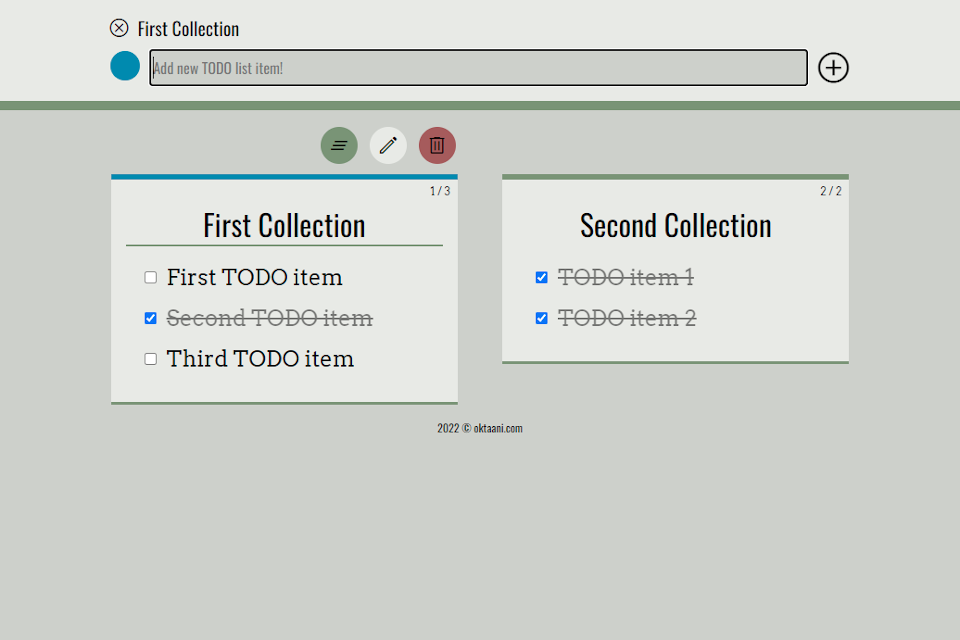 First Collection
Add new TODO list item!
1 / 3
First Collection
First TODO item
Second TODO item
Third TODO item
2 / 2
Second Collection
TODO item 1
TODO item 2
2022 © oktaani.com